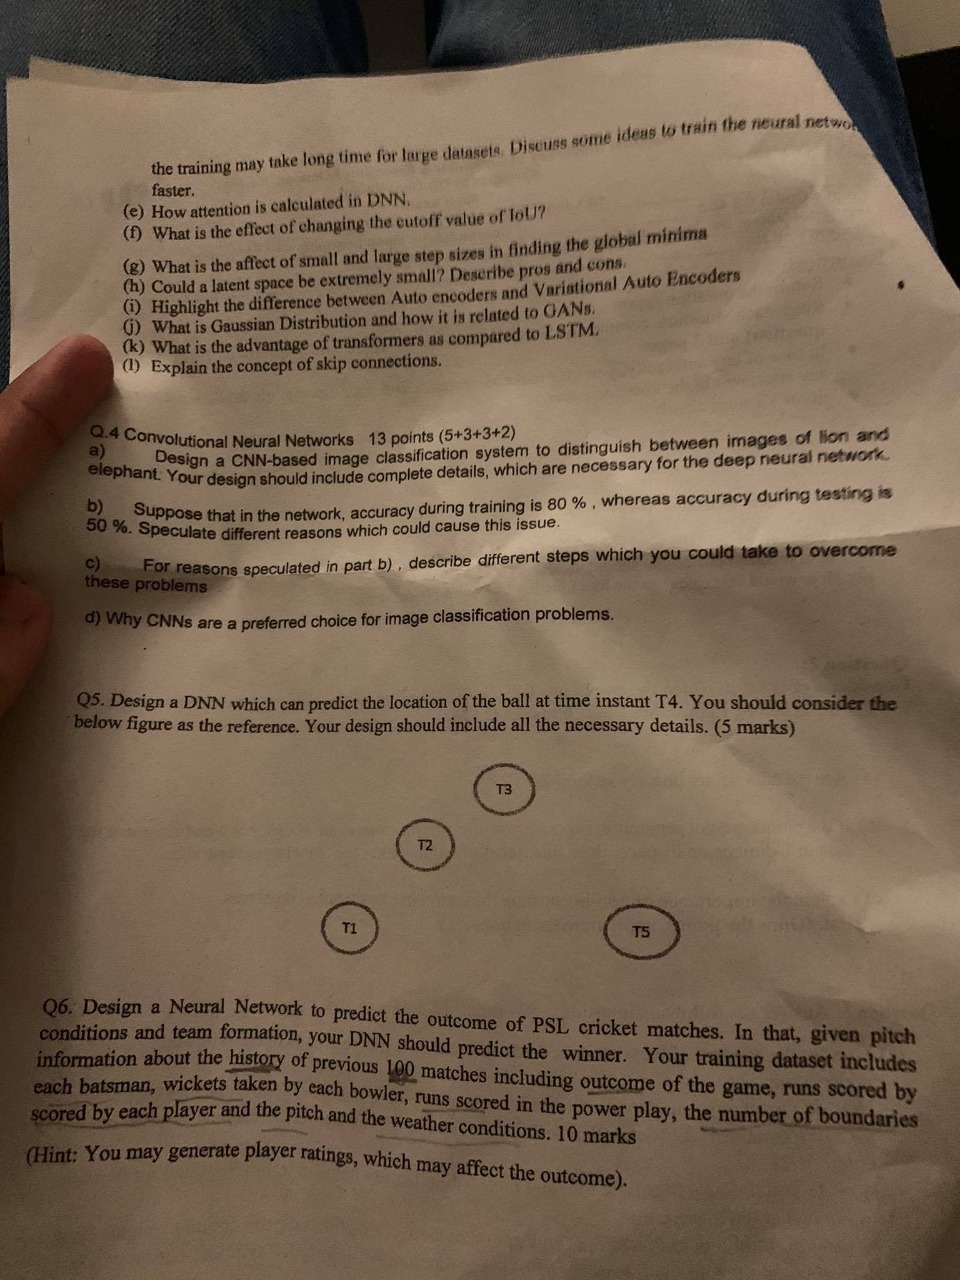 the training may take long time for large datasets. Discuss some ideas to train the neural
faster.
(e) How attention is calculated in DNN.
(f) What is the effect of changing the cutoff value of IoU?
(g) What is the affect of small and large step sizes in finding the global minima
(h) Could a latent space be extremely small? Describe pros and cons.
(i) Highlight the difference between Auto encoders and Variational Auto Encoders
(j) What is Gaussian Distribution and how it is related to GANs.
(k) What is the advantage of transformers as compared to LSTM.
(l) Explain the concept of skip connections.
Q.4 Convolutional Neural Networks 13 points (5+3+3+2)
a) Design a CNN-based image classification system to distinguish between images of lion and
elephant. Your design should include complete details, which are necessary for the deep neural network.
b) Suppose that in the network, accuracy during training is 80 % , whereas accuracy during testing is
50 %. Speculate different reasons which could cause this issue.
c) For reasons speculated in part b) , describe different steps which you could take to overcome
these problems
d) Why CNNs are a preferred choice for image classification problems.
Q5. Design a DNN which can predict the location of the ball at time instant T4. You should consider the
below figure as the reference. Your design should include all the necessary details. (5 marks)
T3
T2
T1
T5
Q6. Design a Neural Network to predict the outcome of PSL cricket matches. In that, given pitch
conditions and team formation, your DNN should predict the winner. Your training dataset includes
information about the history of previous 100 matches including outcome of the game, runs scored by
each batsman, wickets taken by each bowler, runs scored in the power play, the number of boundaries
scored by each player and the pitch and the weather conditions. 10 marks
(Hint: You may generate player ratings, which may affect the outcome).